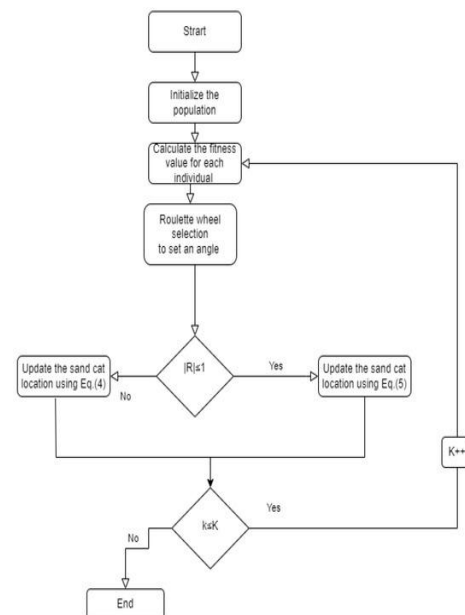 Strart
Initialize the
population
Calculate the fitness
value for each
individual
Roulette wheel
selection
to set an angle
|R|≤1
Yes
No
Update the sand cat
location using Eq.(4)
Update the sand cat
location using Eq.(5)
K++
k≤K
Yes
No
End